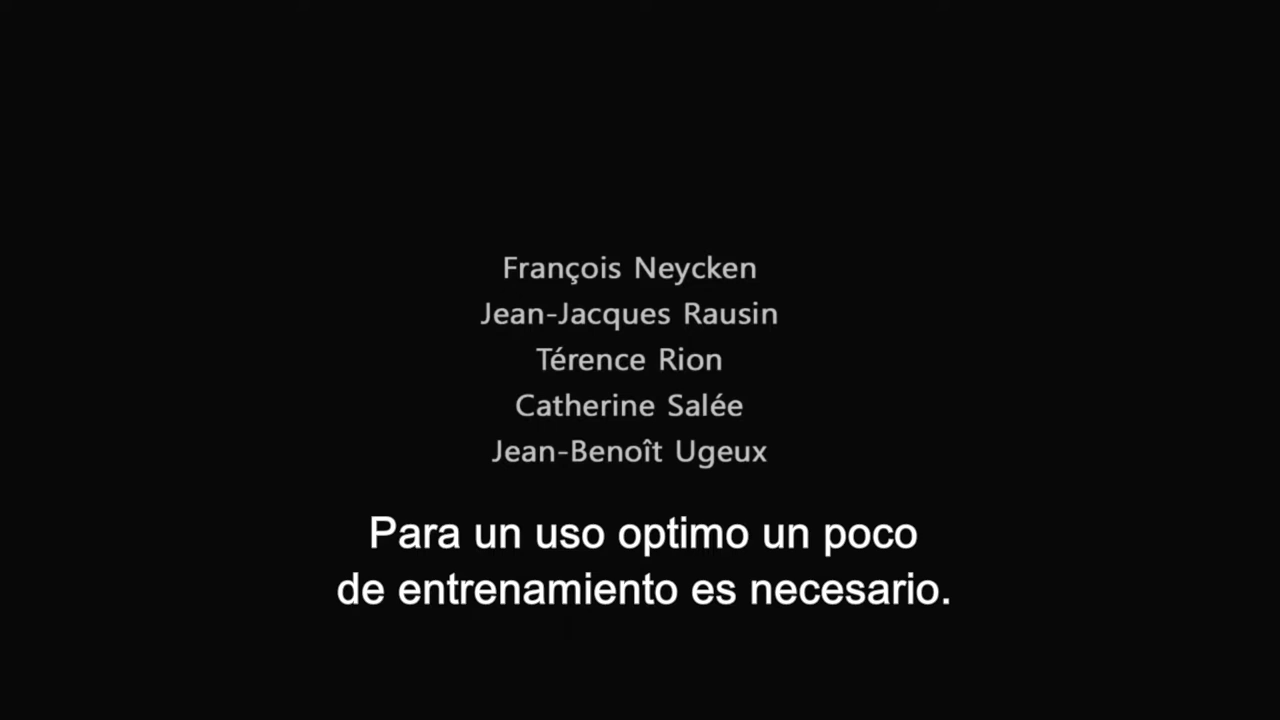 François Neycken
Jean-Jacques Rausin
Térence Rion
Catherine Salée
Jean-Benoît Ugeux
Para un uso optimo un poco
de entrenamiento es necesario.